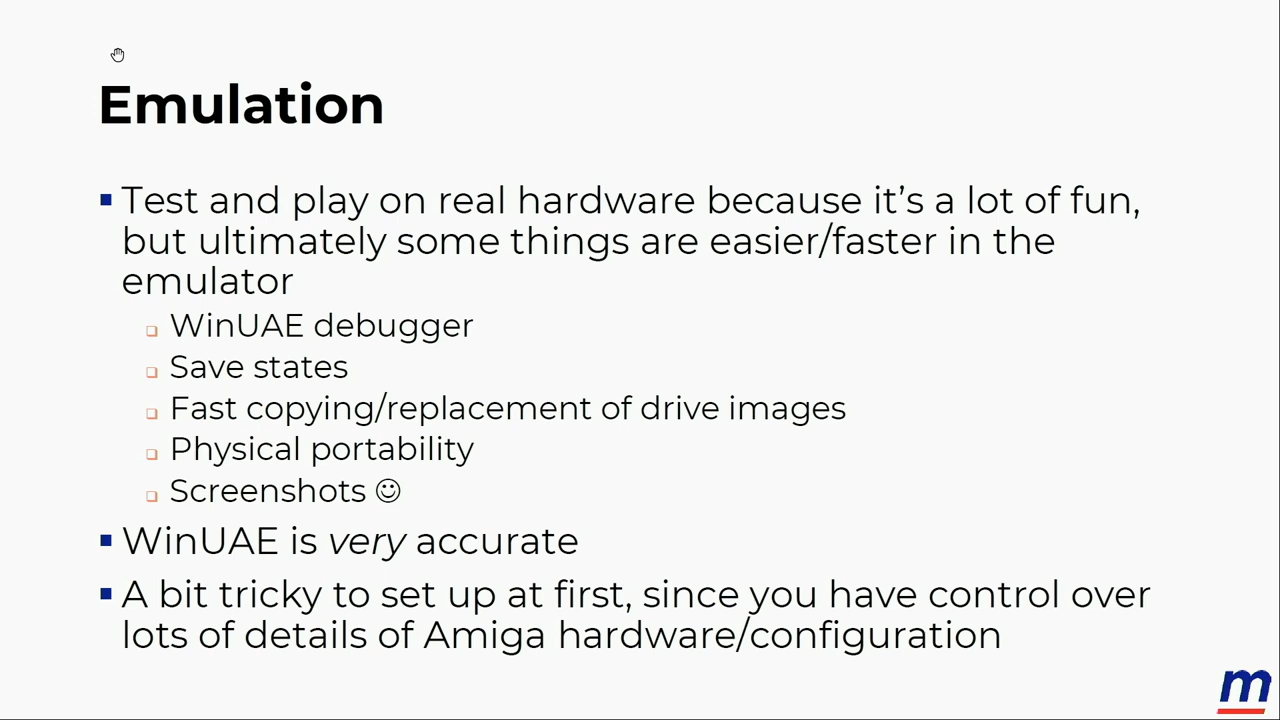 Emulation
Test and play on real hardware because it's a lot of fun,
but ultimately some things are easier/faster in the
emulator
WinUAE debugger
Save states
Fast copying/replacement of drive images
Physical portability
Screenshots ☺
WinUAE is very accurate
A bit tricky to set up at first, since you have control over
lots of details of Amiga hardware/configuration
m